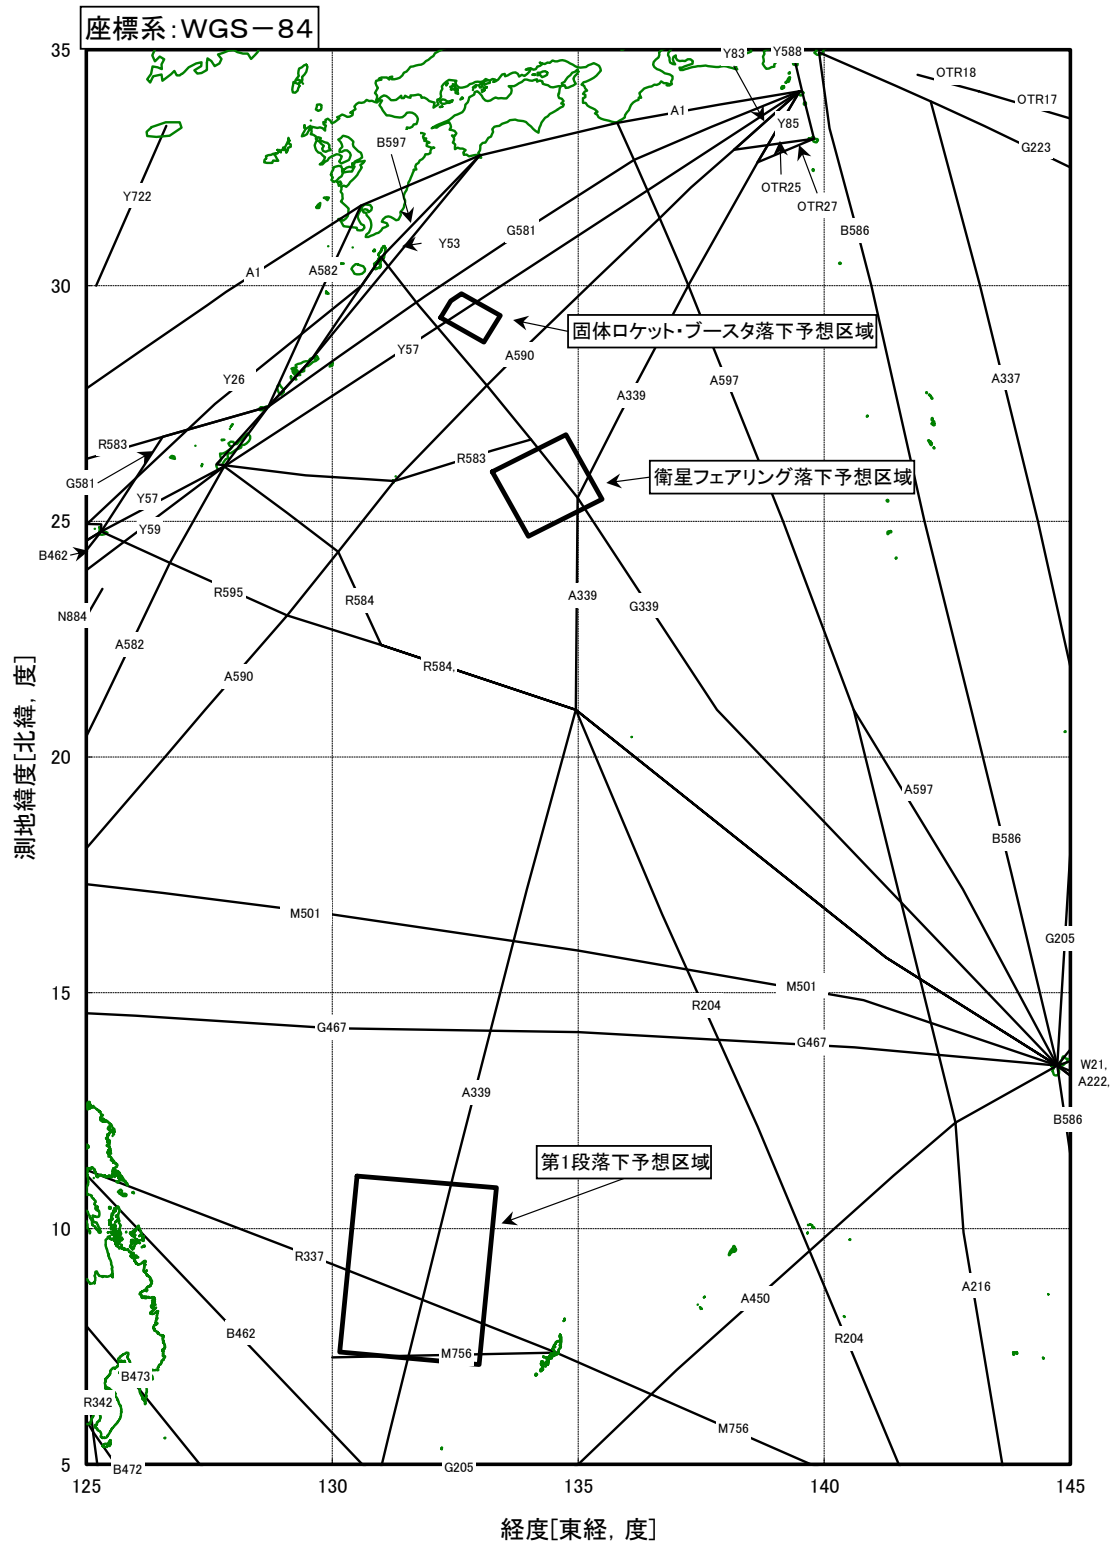 座標系:WGS-84
35
Y83
Y588
OTR18
OTR17
A1
Y85
B597
G223
OTR25
Y722
OTR27
G581
B586
Y53
A582
A1
30
固体ロケット・ブースタ落下予想区域
Y57
A590
A597
A337
Y26
A339
R583
R583
衛星フェアリング落下予想区域
G581
Y57
25
Y59
B462
R595
R584
A339
G339
N884
A582
R584,
A590
測地緯度[北緯, 度]
20
A597
B586
M501
G205
15
M501
R204
G467
G467
W21,
A222,
A339
B586
第1段落下予想区域
10
R337
A216
A450
B462
R204
M756
B473
R342
M756
5
B472
G205
125
130
135
140
145
経度[東経, 度]